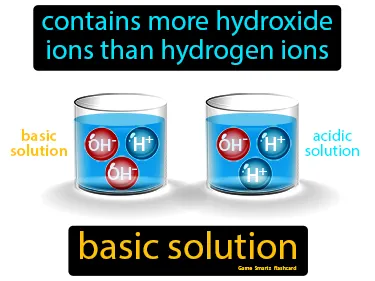 contains more hydroxide
ions than hydrogen ions
basic
solution
OH-
H+
OH-
OH-
H+
H+
acidic
solution
basic solution
Game Smartz Flashcard